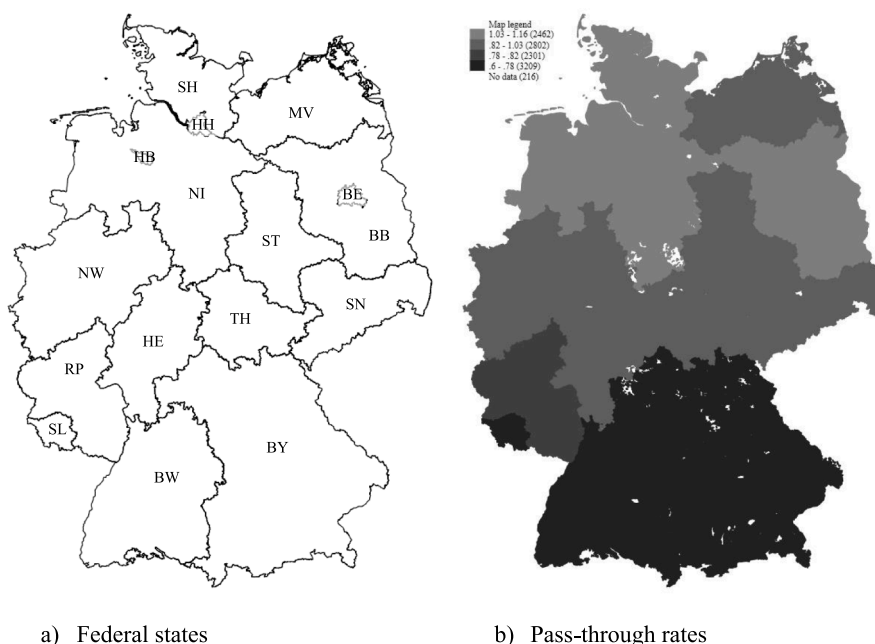 SH
HH
MV
HB
NI
BE
ST
BB
NW
SN
TH
HE
RP
SL
BW
BY
Map legend
1.03 - 1.16 (2462)
.82 - 1.03 (2802)
.78 - .82 (2301)
.6 - .78 (3209)
No data (216)
a) Federal states
b) Pass-through rates